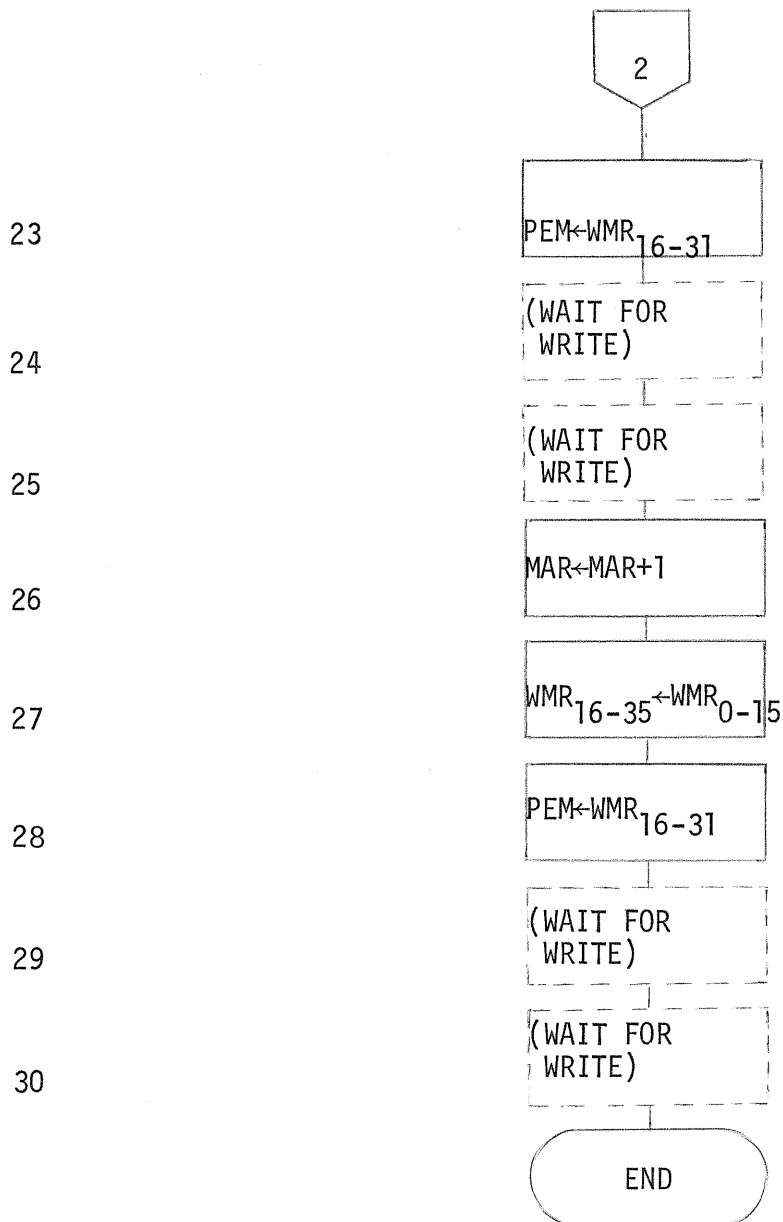 2
23 PEM←WMR16-31
(WAIT FOR
24 WRITE)
(WAIT FOR
25 WRITE)
26 MAR←MAR+1
27 WMR16-35←WMR0-15
28 PEM←WMR16-31
(WAIT FOR
29 WRITE)
(WAIT FOR
30 WRITE)
END